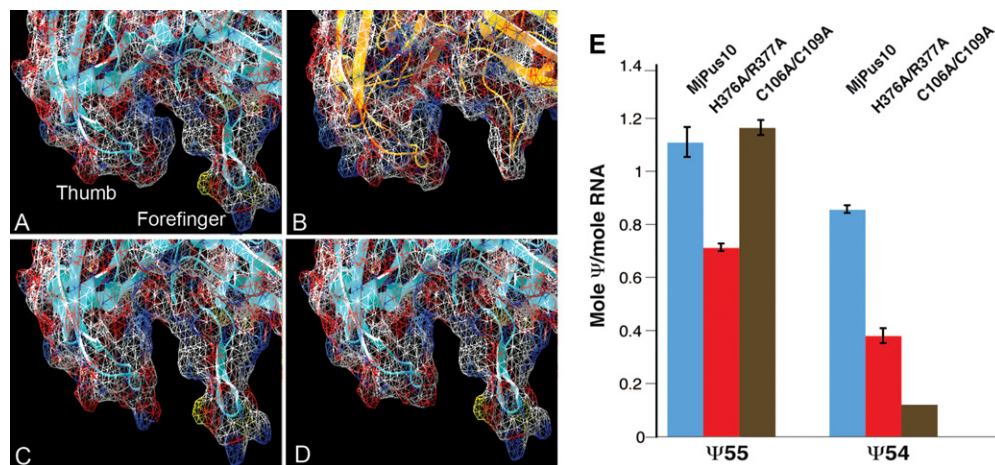 Thumb
Forefinger
A
B
C
D
E
Mole Ψ/mole RNA
1.4
1.2
1
0.8
0.6
0.4
0.2
0
MjPus10
H376A/R377A
C106A/C109A
MjPus10
H376A/R377A
C106A/C109A
Ψ55
Ψ54